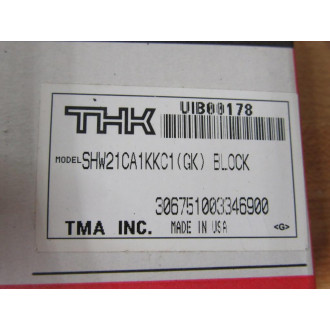 THK UIB00178
MODEL SHW21CA1KKC1(GK) BLOCK
306751003346900
TMA INC. MADE IN USA <G>